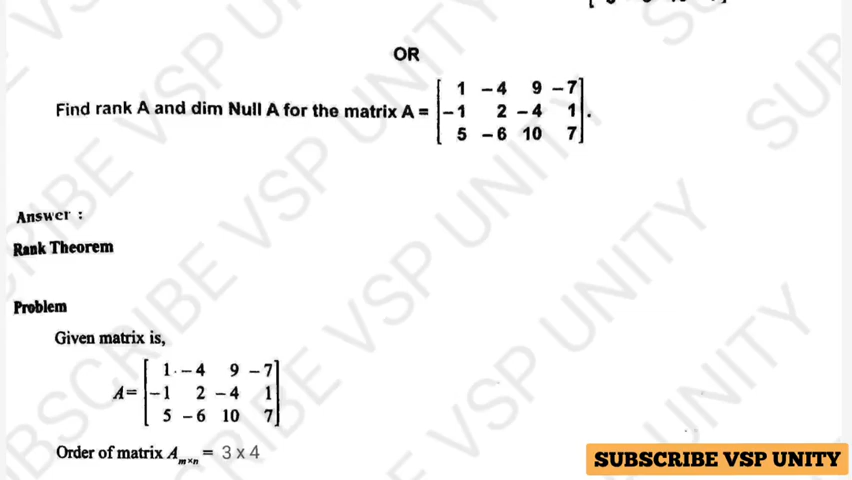 OR
Find rank A and dim Null A for the matrix A = [ 1 -4 9 -7
-1 2 -4 1
5 -6 10 7 ].
Answer :
Rank Theorem
Problem
Given matrix is,
A= [ 1 -4 9 -7
-1 2 -4 1
5 -6 10 7 ]
Order of matrix Am×n = 3 x 4
SUBSCRIBE VSP UNITY